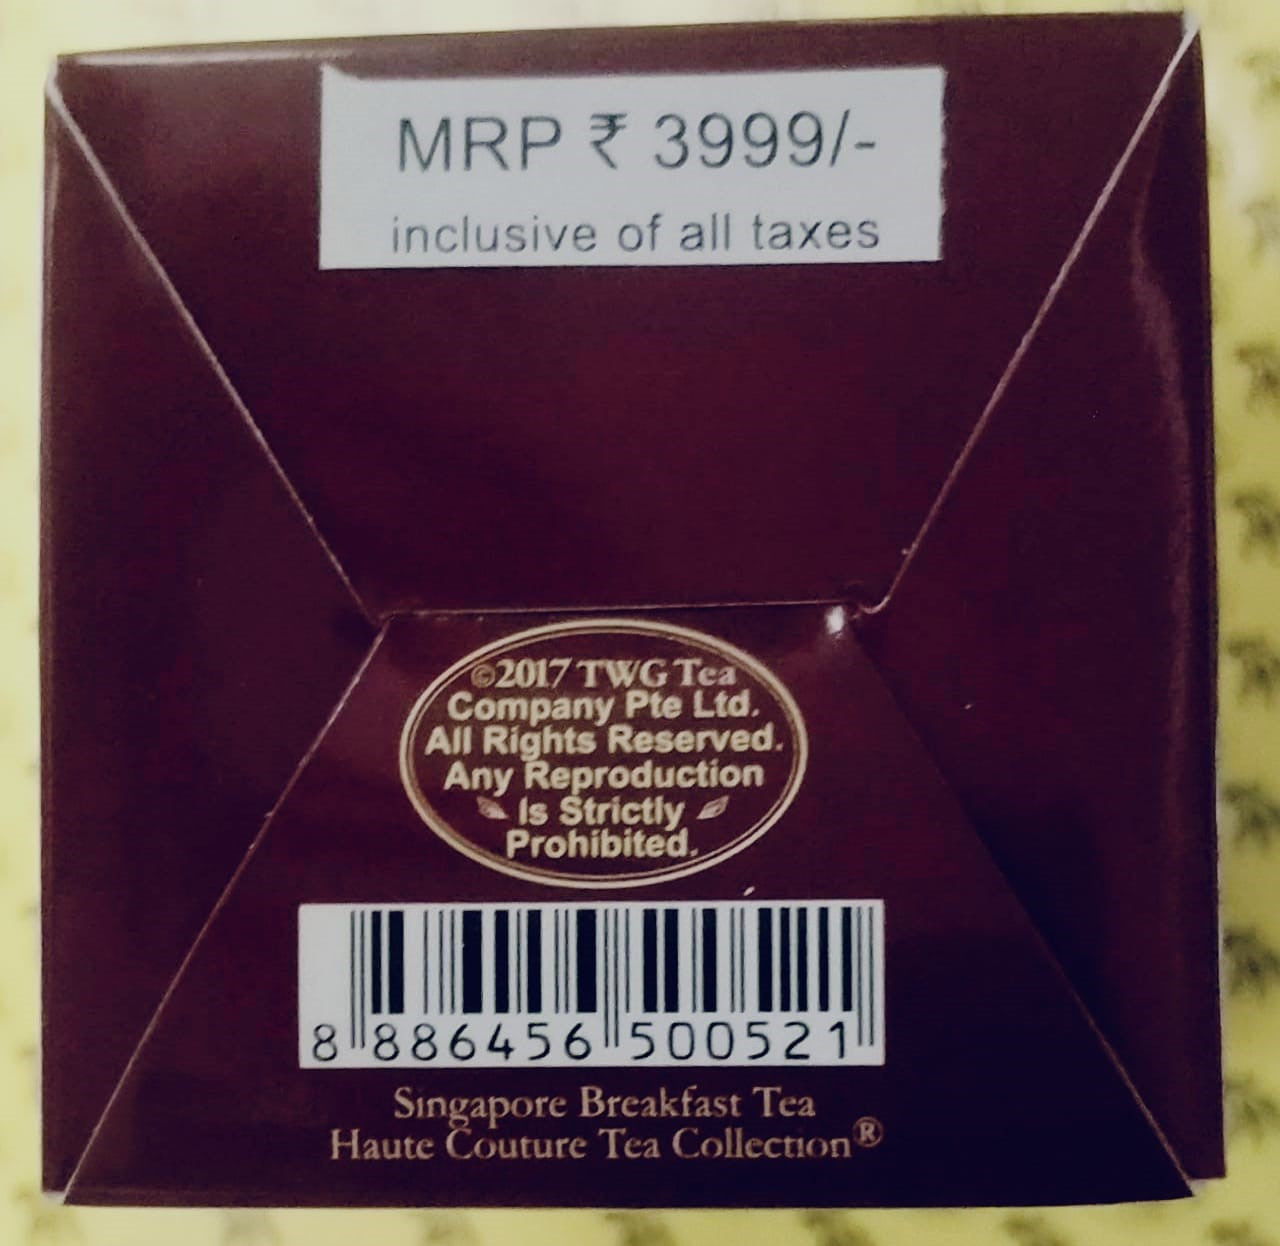 MRP ₹ 3999/-
inclusive of all taxes
©2017 TWG Tea
Company Pte Ltd.
All Rights Reserved.
Any Reproduction
Is Strictly
Prohibited.
8 886456 500521
Singapore Breakfast Tea
Haute Couture Tea Collection®